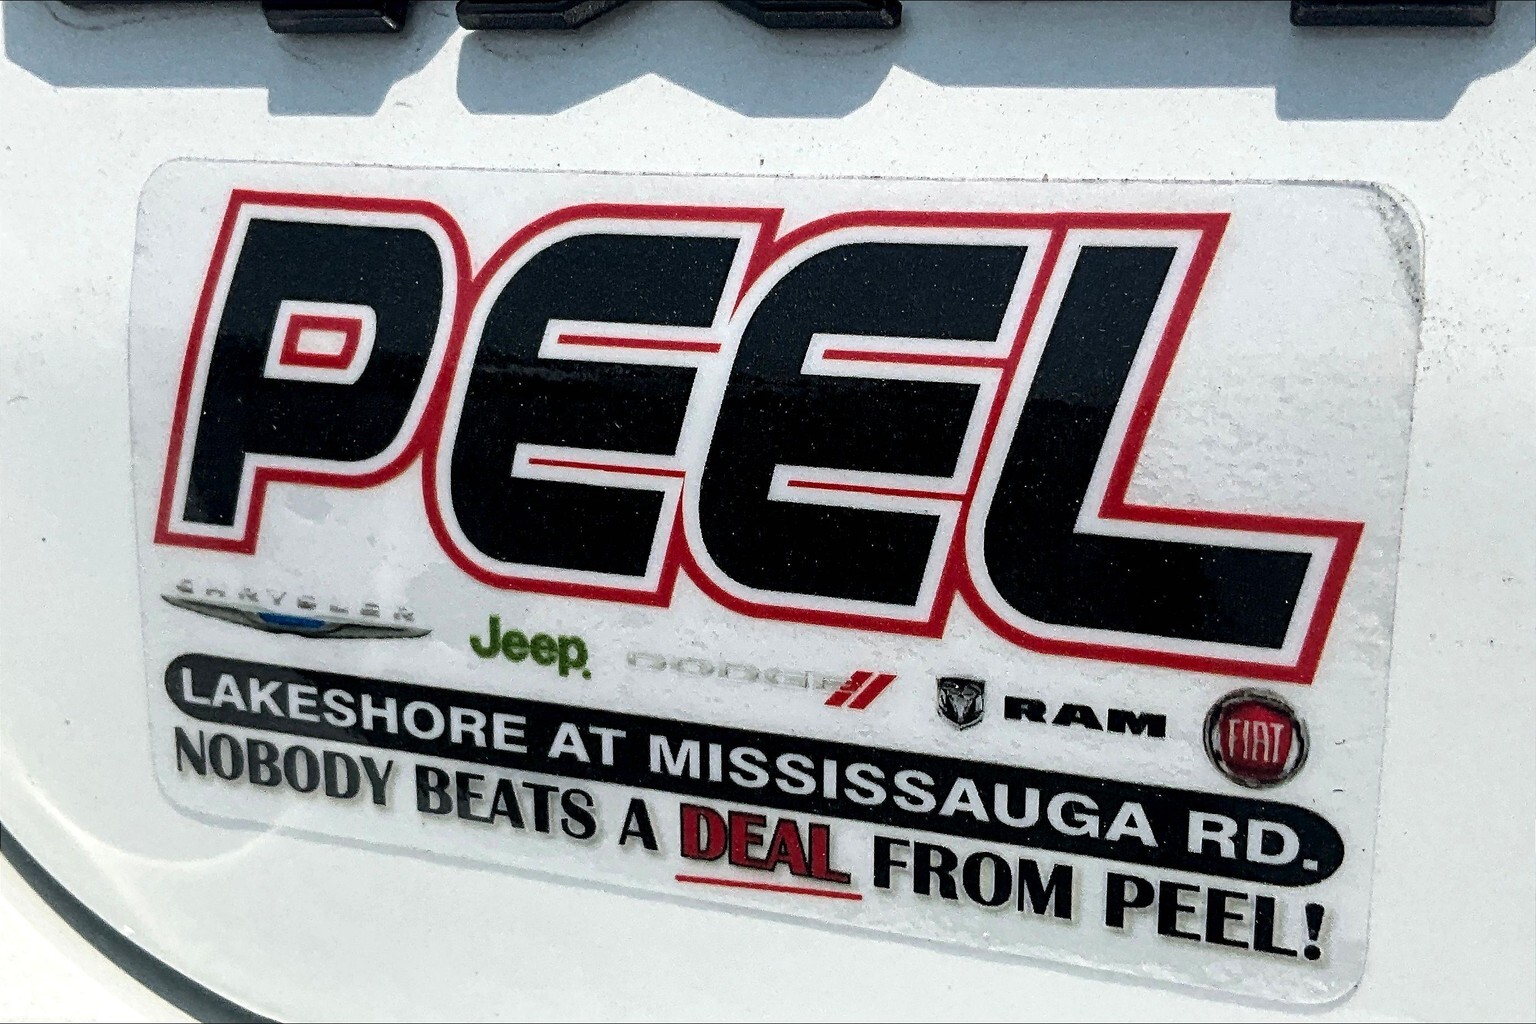 PEEL
CHRYSLER Jeep DODGE RAM FIAT
LAKESHORE AT MISSISSAUGA RD.
NOBODY BEATS A DEAL FROM PEEL!